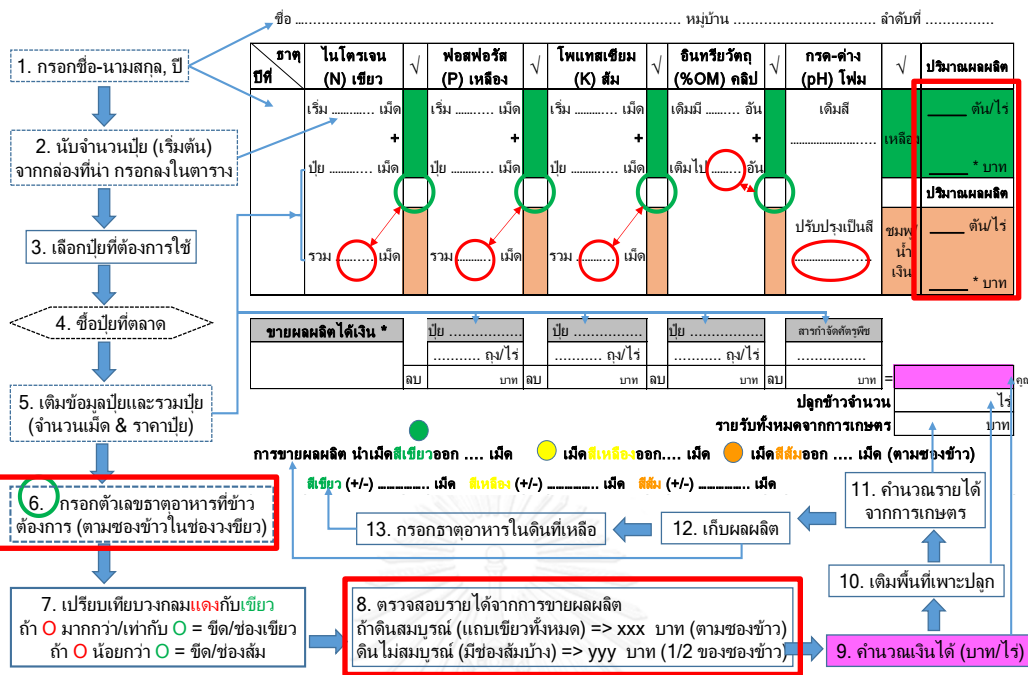 ชื่อ ................ หมู่บ้าน ................ ลำดับที่ ................
1. กรอกชื่อ-นามสกุล, ปี
2. นับจำนวนปุ๋ย (เริ่มต้น)
จากกล่องที่น่า กรอกลงในตาราง
3. เลือกปุ๋ยที่ต้องการใช้
4. ซื้อปุ๋ยที่ตลาด
5. เติมข้อมูลปุ๋ยและรวมปุ๋ย
(จำนวนเม็ด & ราคาปุ๋ย)
6. กรอกตัวเลขธาตุอาหารที่ข้าว
ต้องการ (ตามซองข้าวในช่องวงขียว)
7. เปรียบเทียบวงกลมแดงกับเขียว
ถ้า O มากกว่า/เท่ากับ O = ขีด/ช่องเขียว
ถ้า O น้อยกว่า O = ขีด/ช่องส้ม
ธาตุ
ปีที่
ไนโตรเจน
(N) เขียว
√
ฟอสฟอรัส
(P) เหลือง
√
โพแทสเซียม
(K) ส้ม
√
อินทรียวัตถุ
(%OM) คลิป
√
กรด-ด่าง
(pH) โฟม
√
ปริมาณผลผลิต
เริ่ม ........... เม็ด เริ่ม ........... เม็ด เริ่ม ........... เม็ด เดิมมี ........ อัน เดิมสี
_____ ตัน/ไร่
+ + + + ................ เหลือง
ปุ๋ย ........... เม็ด ปุ๋ย ........... เม็ด ปุ๋ย ........... เม็ด เติมไป ........ อัน
_____ * บาท
ปริมาณผลผลิต
ปรับปรุงเป็นสี
ชมพู/
น้ำ
เงิน
_____ ตัน/ไร่
รวม ........... เม็ด รวม ........... เม็ด รวม ........... เม็ด ................
_____ * บาท
ขายผลผลิตได้เงิน * ปุ๋ย ................ ปุ๋ย ................ ปุ๋ย ................ สารกำจัดศัตรูพืช
........... ถุง/ไร่ ........... ถุง/ไร่ ........... ถุง/ไร่ ................
ลบ บาท ลบ บาท ลบ บาท ลบ บาท =
คูณ
ปลูกข้าวจำนวน ไร่
รายรับทั้งหมดจากการเกษตร บาท
การขายผลผลิต นำเม็ดสีเขียวออก .... เม็ด เม็ดสีเหลืองออก.... เม็ด เม็ดสีส้มออก .... เม็ด (ตามซองข้าว)
สีเขียว (+/-) .............. เม็ด สีเหลือง (+/-) .............. เม็ด สีส้ม (+/-) .............. เม็ด
13. กรอกธาตุอาหารในดินที่เหลือ
12. เก็บผลผลิต
11. คำนวณรายได้
จากการเกษตร
10. เติมพื้นที่เพาะปลูก
8. ตรวจสอบรายได้จากการขายผลผลิต
ถ้าดินสมบูรณ์ (แถบเขียวทั้งหมด) => xxx บาท (ตามซองข้าว)
ดินไม่สมบูรณ์ (มีช่องส้มบ้าง) => yyy บาท (1/2 ของซองข้าว)
9. คำนวณเงินได้ (บาท/ไร่)